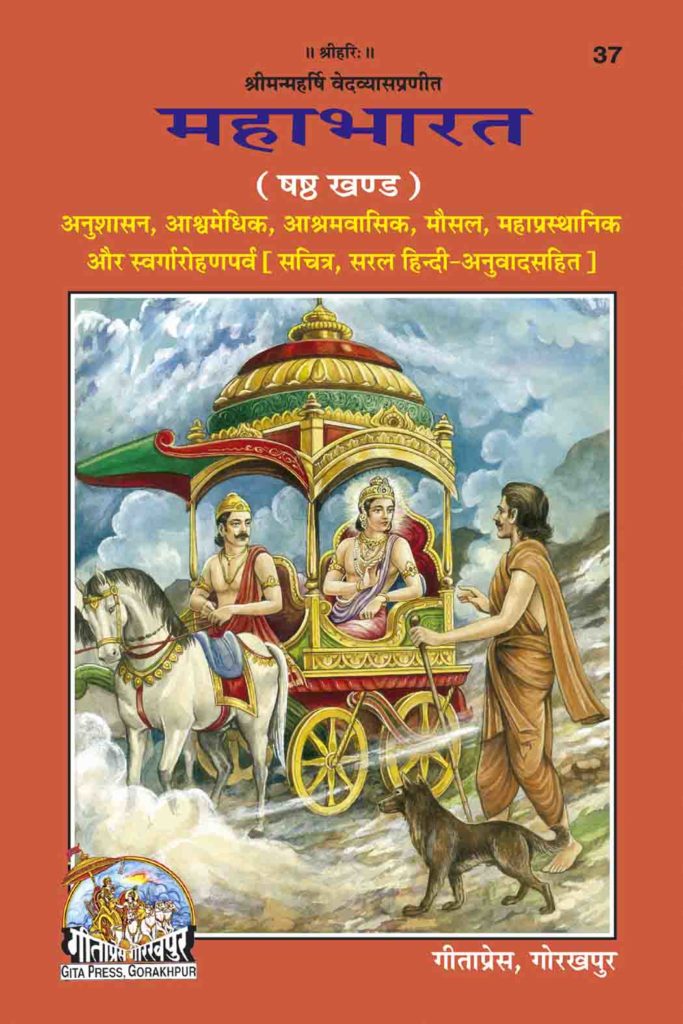 ॥ श्रीहरिः ॥
37
श्रीमन्महर्षि वेदव्यासप्रणीत
महाभारत
( षष्ठ खण्ड )
अनुशासन, आश्वमेधिक, आश्रमवासिक, मौसल, महाप्रस्थानिक
और स्वर्गारोहणपर्व [ सचित्र, सरल हिन्दी-अनुवादसहित ]
गीताप्रेस गोरखपुर
GITA PRESS, GORAKHPUR
गीताप्रेस, गोरखपुर